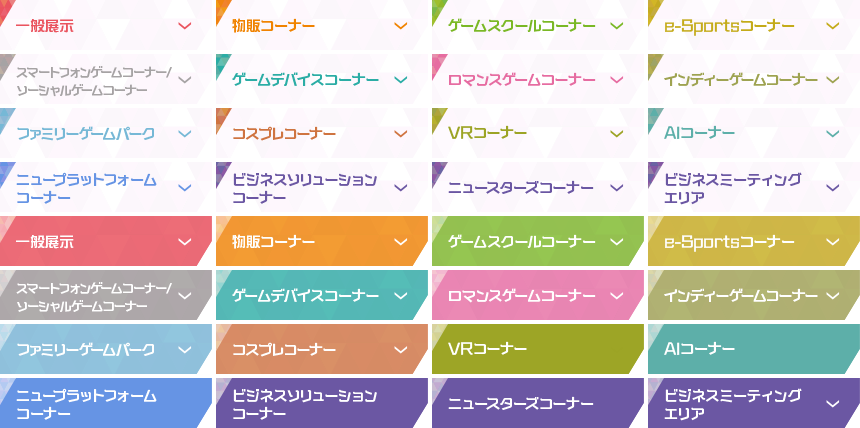 一般展示
物販コーナー
ゲームスクールコーナー
e-Sportsコーナー
スマートフォンゲームコーナー/
ソーシャルゲームコーナー
ゲームデバイスコーナー
ロマンスゲームコーナー
インディーゲームコーナー
ファミリーゲームパーク
コスプレコーナー
VRコーナー
AIコーナー
ニュープラットフォーム
コーナー
ビジネスソリューション
コーナー
ニュースターズコーナー
ビジネスミーティング
エリア
一般展示
物販コーナー
ゲームスクールコーナー
e-Sportsコーナー
スマートフォンゲームコーナー/
ソーシャルゲームコーナー
ゲームデバイスコーナー
ロマンスゲームコーナー
インディーゲームコーナー
ファミリーゲームパーク
コスプレコーナー
VRコーナー
AIコーナー
ニュープラットフォーム
コーナー
ビジネスソリューション
コーナー
ニュースターズコーナー
ビジネスミーティング
エリア